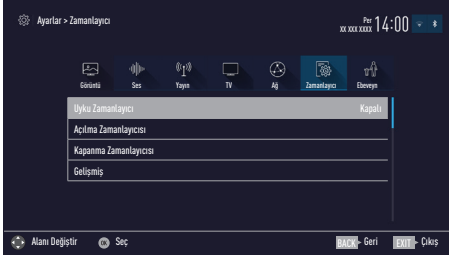 Ayarlar > Zamanlayıcı
Per
xx xxx xxxx 14:00
Görüntü Ses Yayın TV Ağ Zamanlayıcı Ebeveyn
Uyku Zamanlayıcı Kapalı
Açılma Zamanlayıcısı
Kapanma Zamanlayıcısı
Gelişmiş
Alanı Değiştir OK Seç BACK Geri EXIT Çıkış